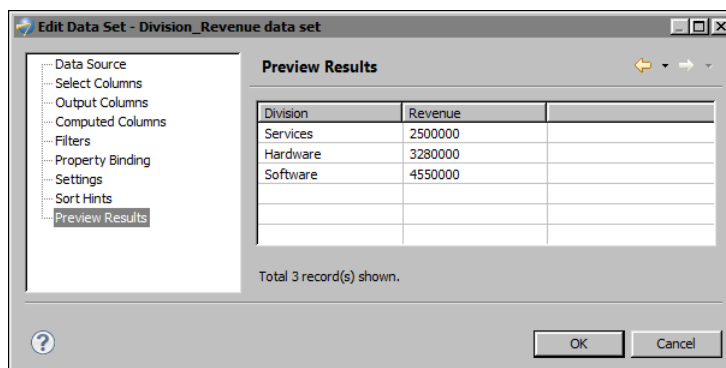 Edit Data Set - Division_Revenue data set
Data Source
Select Columns
Output Columns
Computed Columns
Filters
Property Binding
Settings
Sort Hints
Preview Results
Preview Results
Division Revenue
Services 2500000
Hardware 3280000
Software 4550000
Total 3 record(s) shown.
?
OK Cancel